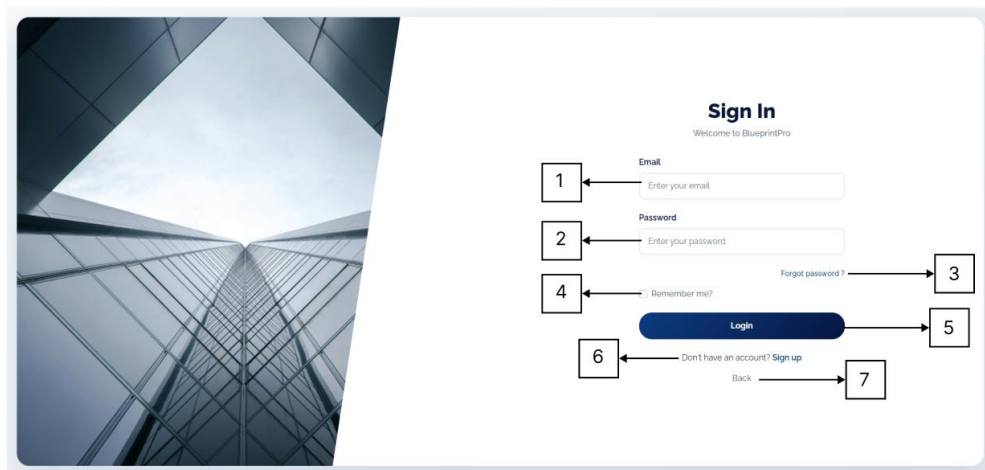 Sign In
Welcome to BlueprintPro
Email
1
Enter your email
Password
2
Enter your password
Forgot password ?
3
4
Remember me?
Login
5
6
Don't have an account? Sign up
Back
7